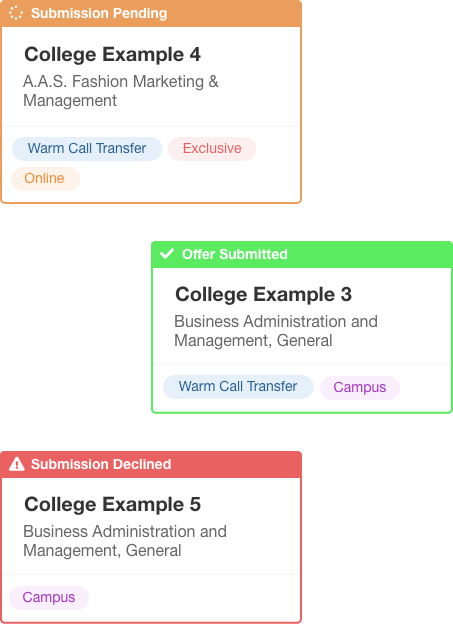 Submission Pending
College Example 4
A.A.S. Fashion Marketing &
Management
Warm Call Transfer Exclusive
Online
Offer Submitted
College Example 3
Business Administration and
Management, General
Warm Call Transfer Campus
Submission Declined
College Example 5
Business Administration and
Management, General
Campus